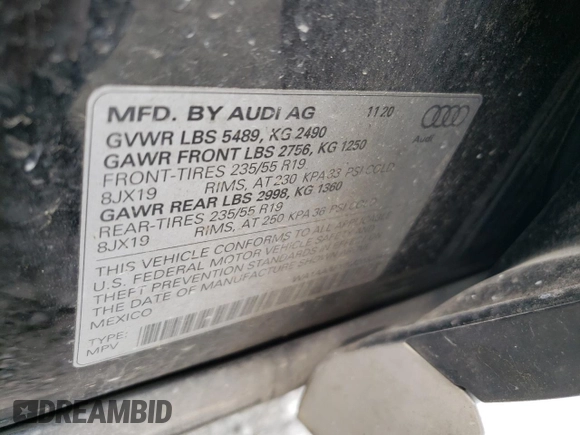 MFD. BY AUDI AG 11 20
Audi
GVWR LBS 5489, KG 2490
GAWR FRONT LBS 2756, KG 1250
FRONT-TIRES 235/55 R19
8JX19 RIMS, AT 230 KPA 33 PSI COLD
GAWR REAR LBS 2998, KG 1360
REAR-TIRES 235/55 R19
8JX19 RIMS, AT 250 KPA 36 PSI COLD
THIS VEHICLE CONFORMS TO ALL APPLICABLE
U.S. FEDERAL MOTOR VEHICLE SAFETY
THEFT PREVENTION STANDARDS IN
THE DATE OF MANUFACTURE SHOWN
MEXICO
TYPE:
MPV
DREAMBID